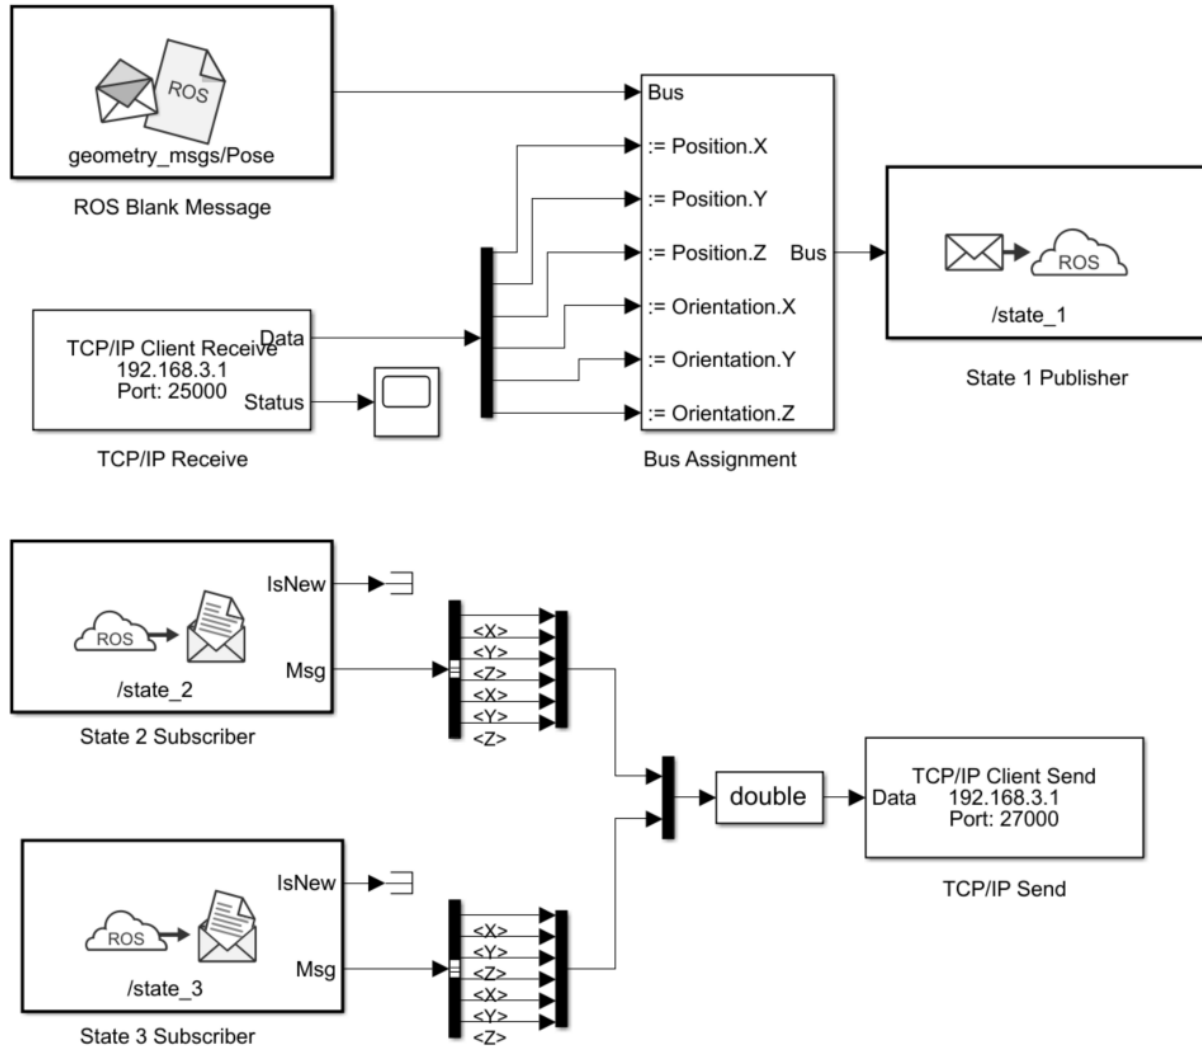 ROS
geometry_msgs/Pose
ROS Blank Message
Bus
:= Position.X
:= Position.Y
:= Position.Z
:= Orientation.X
:= Orientation.Y
:= Orientation.Z
Bus
Bus Assignment
ROS
/state_1
State 1 Publisher
TCP/IP Client Receive
192.168.3.1
Port: 25000
Data
Status
TCP/IP Receive
IsNew
ROS
Msg
/state_2
State 2 Subscriber
<X>
<Y>
<Z>
<X>
<Y>
<Z>
double
Data
TCP/IP Client Send
192.168.3.1
Port: 27000
TCP/IP Send
IsNew
ROS
Msg
/state_3
State 3 Subscriber
<X>
<Y>
<Z>
<X>
<Y>
<Z>